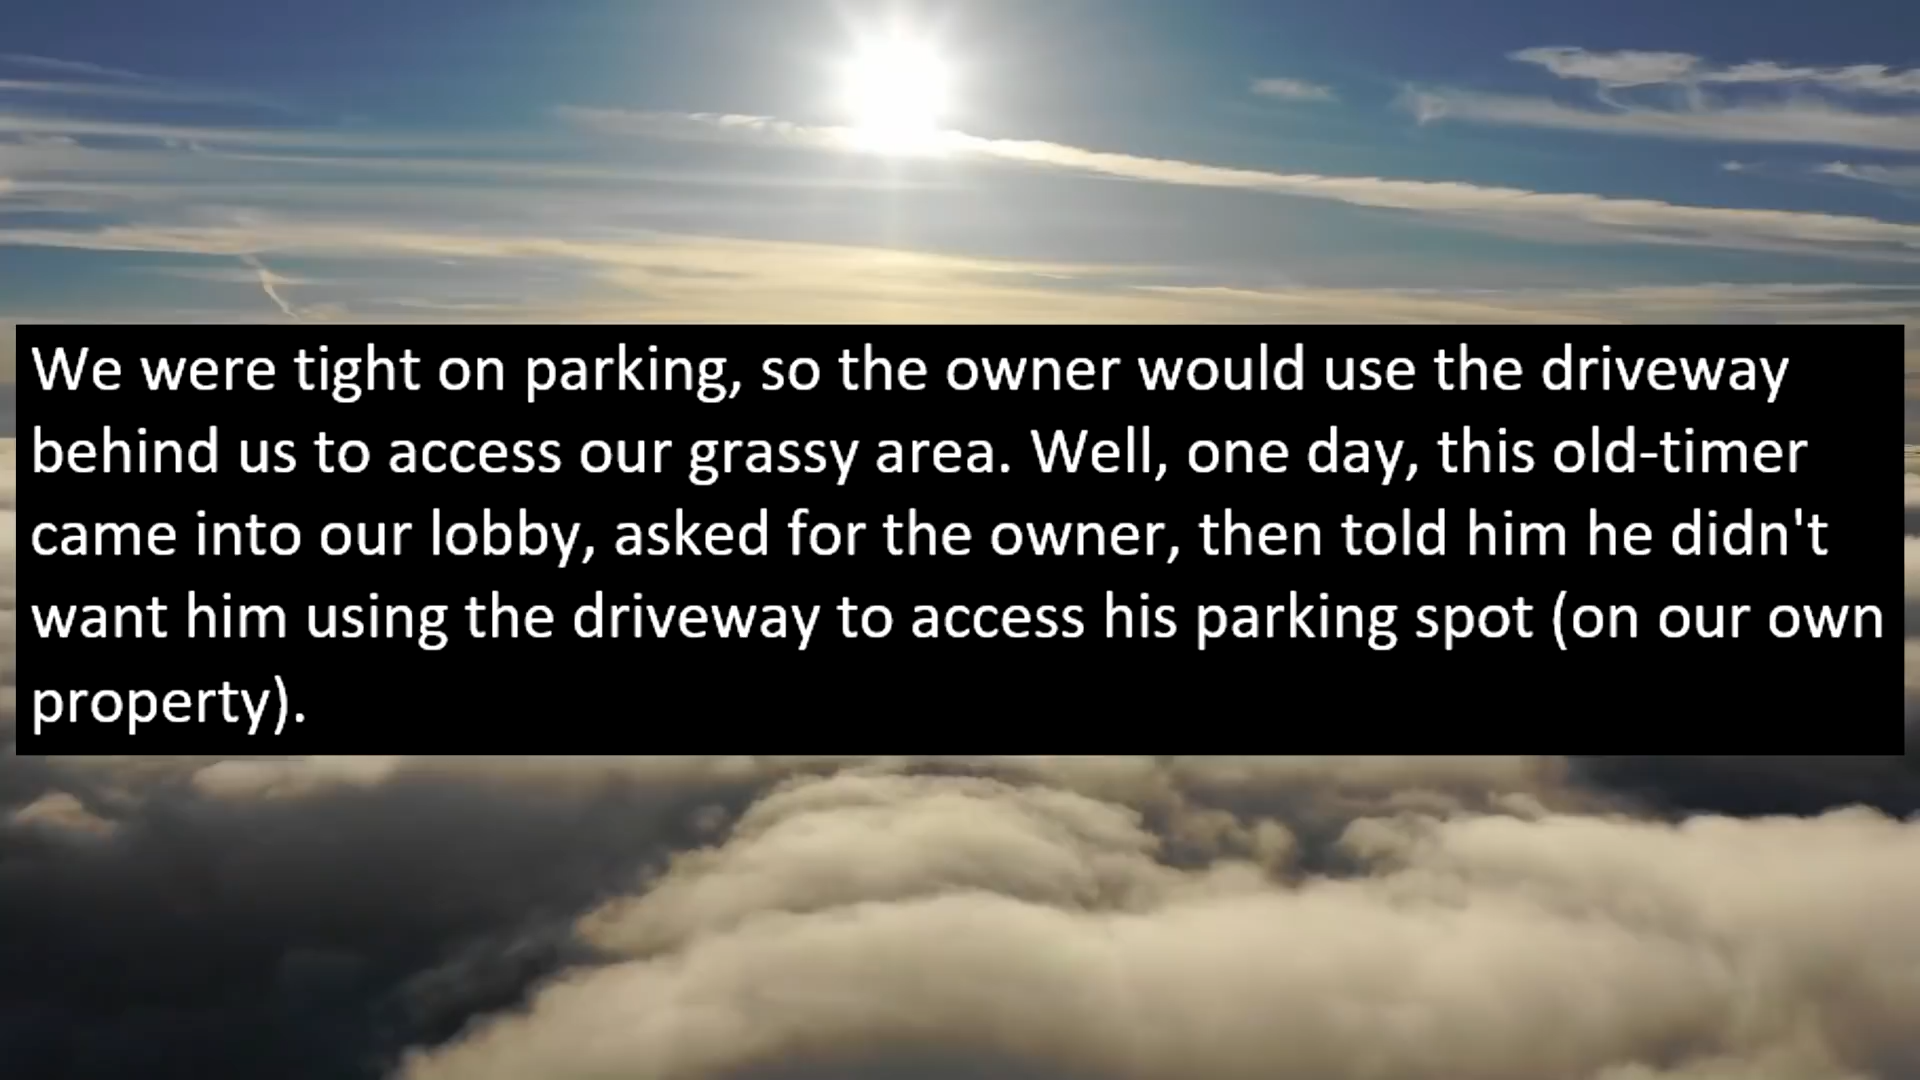 We were tight on parking, so the owner would use the driveway
behind us to access our grassy area. Well, one day, this old-timer
came into our lobby, asked for the owner, then told him he didn't
want him using the driveway to access his parking spot (on our own
property).